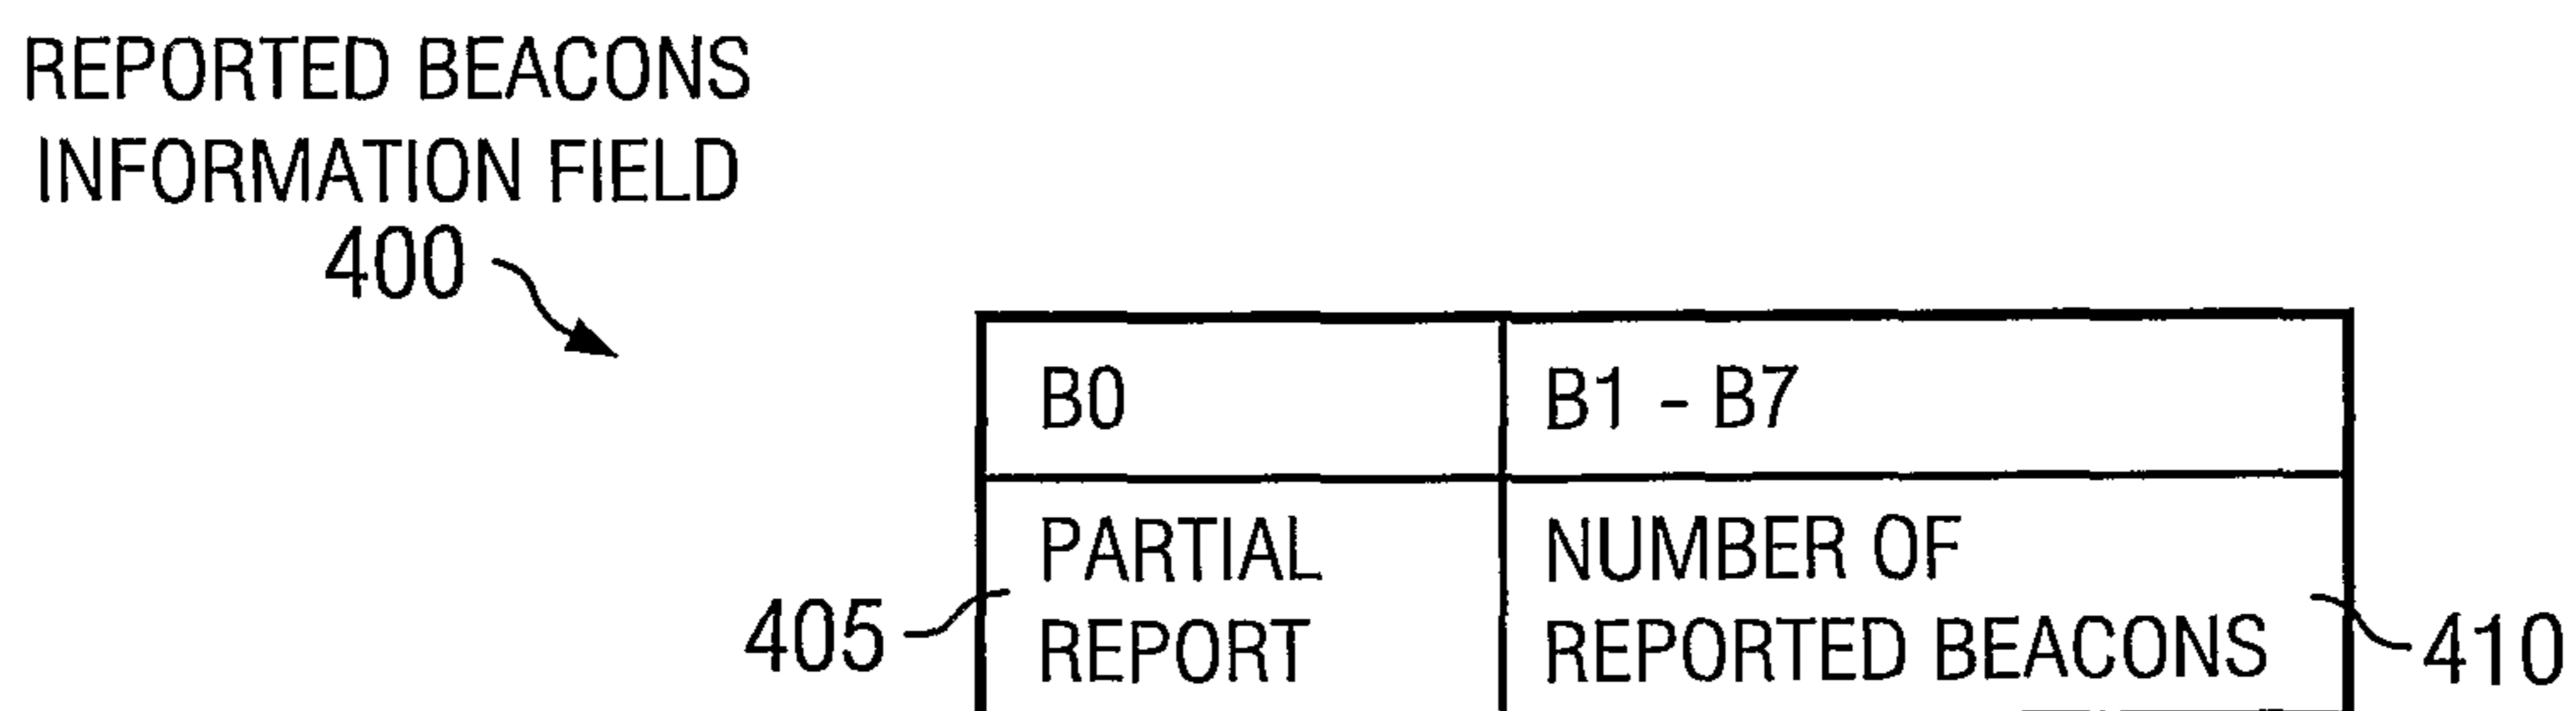 REPORTED BEACONS
INFORMATION FIELD
400
B0
B1 - B7
PARTIAL
REPORT
NUMBER OF
REPORTED BEACONS
405
410